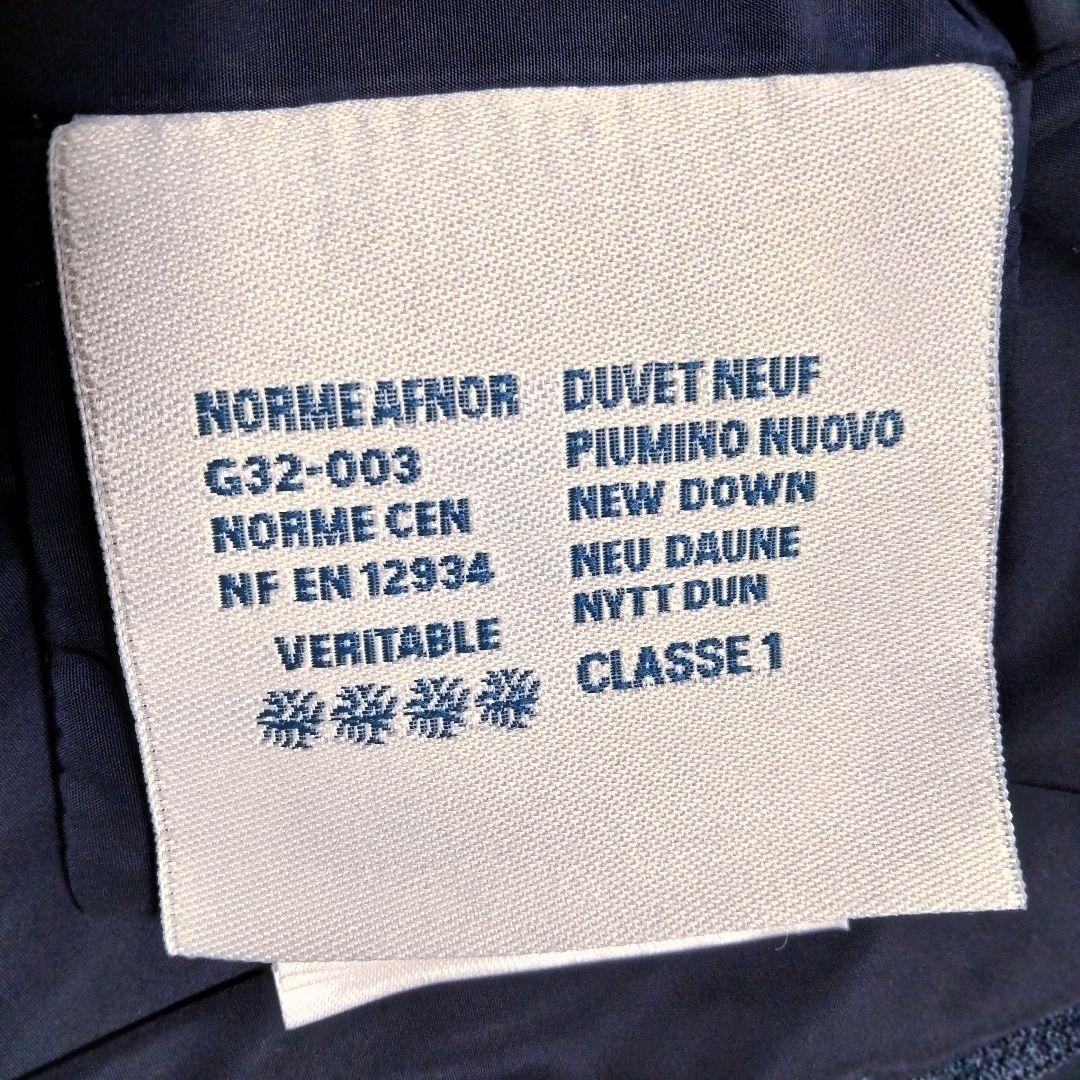 NORME AFNOR
G32-003
NORME CEN
NF EN 12934
VERITABLE
DUVET NEUF
PIUMINO NUOVO
NEW DOWN
NEU DAUNE
NYTT DUN
CLASSE 1